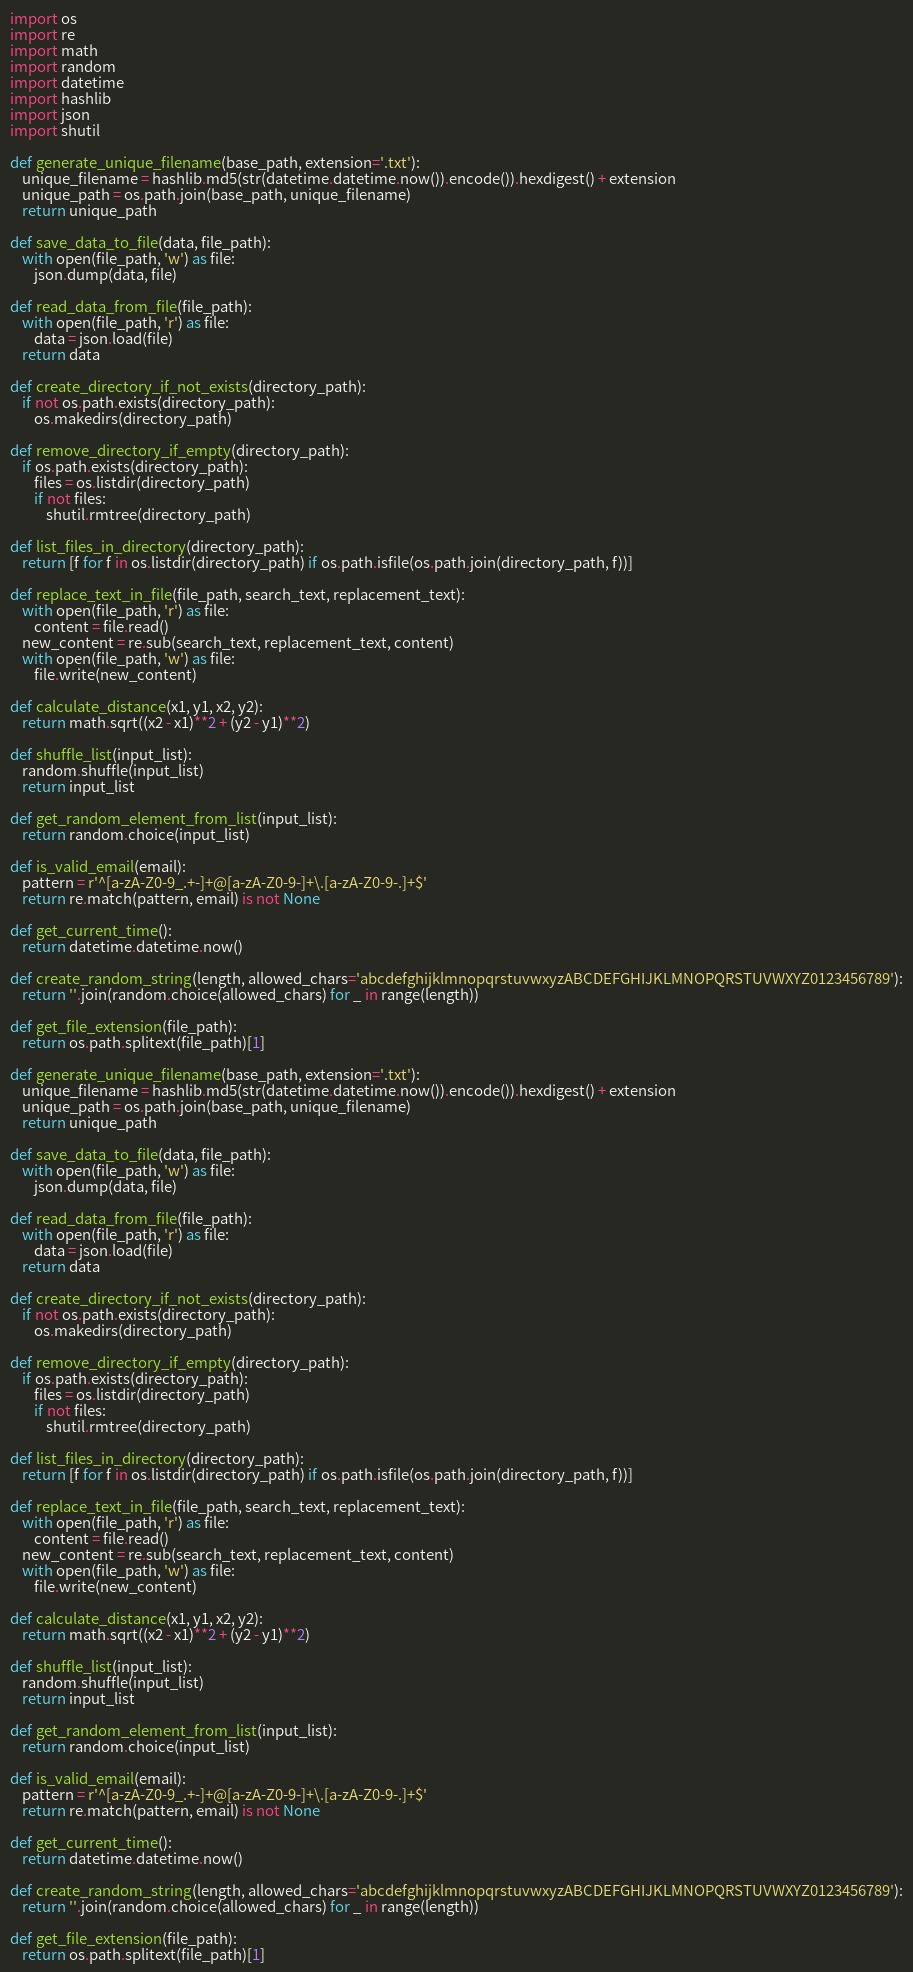 import os
import re
import math
import random
import datetime
import hashlib
import json
import shutil

def generate_unique_filename(base_path, extension='.txt'):
    unique_filename = hashlib.md5(str(datetime.datetime.now()).encode()).hexdigest() + extension
    unique_path = os.path.join(base_path, unique_filename)
    return unique_path

def save_data_to_file(data, file_path):
    with open(file_path, 'w') as file:
        json.dump(data, file)

def read_data_from_file(file_path):
    with open(file_path, 'r') as file:
        data = json.load(file)
    return data

def create_directory_if_not_exists(directory_path):
    if not os.path.exists(directory_path):
        os.makedirs(directory_path)

def remove_directory_if_empty(directory_path):
    if os.path.exists(directory_path):
        files = os.listdir(directory_path)
        if not files:
            shutil.rmtree(directory_path)

def list_files_in_directory(directory_path):
    return [f for f in os.listdir(directory_path) if os.path.isfile(os.path.join(directory_path, f))]

def replace_text_in_file(file_path, search_text, replacement_text):
    with open(file_path, 'r') as file:
        content = file.read()
    new_content = re.sub(search_text, replacement_text, content)
    with open(file_path, 'w') as file:
        file.write(new_content)

def calculate_distance(x1, y1, x2, y2):
    return math.sqrt((x2 - x1)**2 + (y2 - y1)**2)

def shuffle_list(input_list):
    random.shuffle(input_list)
    return input_list

def get_random_element_from_list(input_list):
    return random.choice(input_list)

def is_valid_email(email):
    pattern = r'^[a-zA-Z0-9_.+-]+@[a-zA-Z0-9-]+\.[a-zA-Z0-9-.]+$'
    return re.match(pattern, email) is not None

def get_current_time():
    return datetime.datetime.now()

def create_random_string(length, allowed_chars='abcdefghijklmnopqrstuvwxyzABCDEFGHIJKLMNOPQRSTUVWXYZ0123456789'):
    return ''.join(random.choice(allowed_chars) for _ in range(length))

def get_file_extension(file_path):
    return os.path.splitext(file_path)[1]

def generate_unique_filename(base_path, extension='.txt'):
    unique_filename = hashlib.md5(str(datetime.datetime.now()).encode()).hexdigest() + extension
    unique_path = os.path.join(base_path, unique_filename)
    return unique_path

def save_data_to_file(data, file_path):
    with open(file_path, 'w') as file:
        json.dump(data, file)

def read_data_from_file(file_path):
    with open(file_path, 'r') as file:
        data = json.load(file)
    return data

def create_directory_if_not_exists(directory_path):
    if not os.path.exists(directory_path):
        os.makedirs(directory_path)

def remove_directory_if_empty(directory_path):
    if os.path.exists(directory_path):
        files = os.listdir(directory_path)
        if not files:
            shutil.rmtree(directory_path)

def list_files_in_directory(directory_path):
    return [f for f in os.listdir(directory_path) if os.path.isfile(os.path.join(directory_path, f))]

def replace_text_in_file(file_path, search_text, replacement_text):
    with open(file_path, 'r') as file:
        content = file.read()
    new_content = re.sub(search_text, replacement_text, content)
    with open(file_path, 'w') as file:
        file.write(new_content)

def calculate_distance(x1, y1, x2, y2):
    return math.sqrt((x2 - x1)**2 + (y2 - y1)**2)

def shuffle_list(input_list):
    random.shuffle(input_list)
    return input_list

def get_random_element_from_list(input_list):
    return random.choice(input_list)

def is_valid_email(email):
    pattern = r'^[a-zA-Z0-9_.+-]+@[a-zA-Z0-9-]+\.[a-zA-Z0-9-.]+$'
    return re.match(pattern, email) is not None

def get_current_time():
    return datetime.datetime.now()

def create_random_string(length, allowed_chars='abcdefghijklmnopqrstuvwxyzABCDEFGHIJKLMNOPQRSTUVWXYZ0123456789'):
    return ''.join(random.choice(allowed_chars) for _ in range(length))

def get_file_extension(file_path):
    return os.path.splitext(file_path)[1]